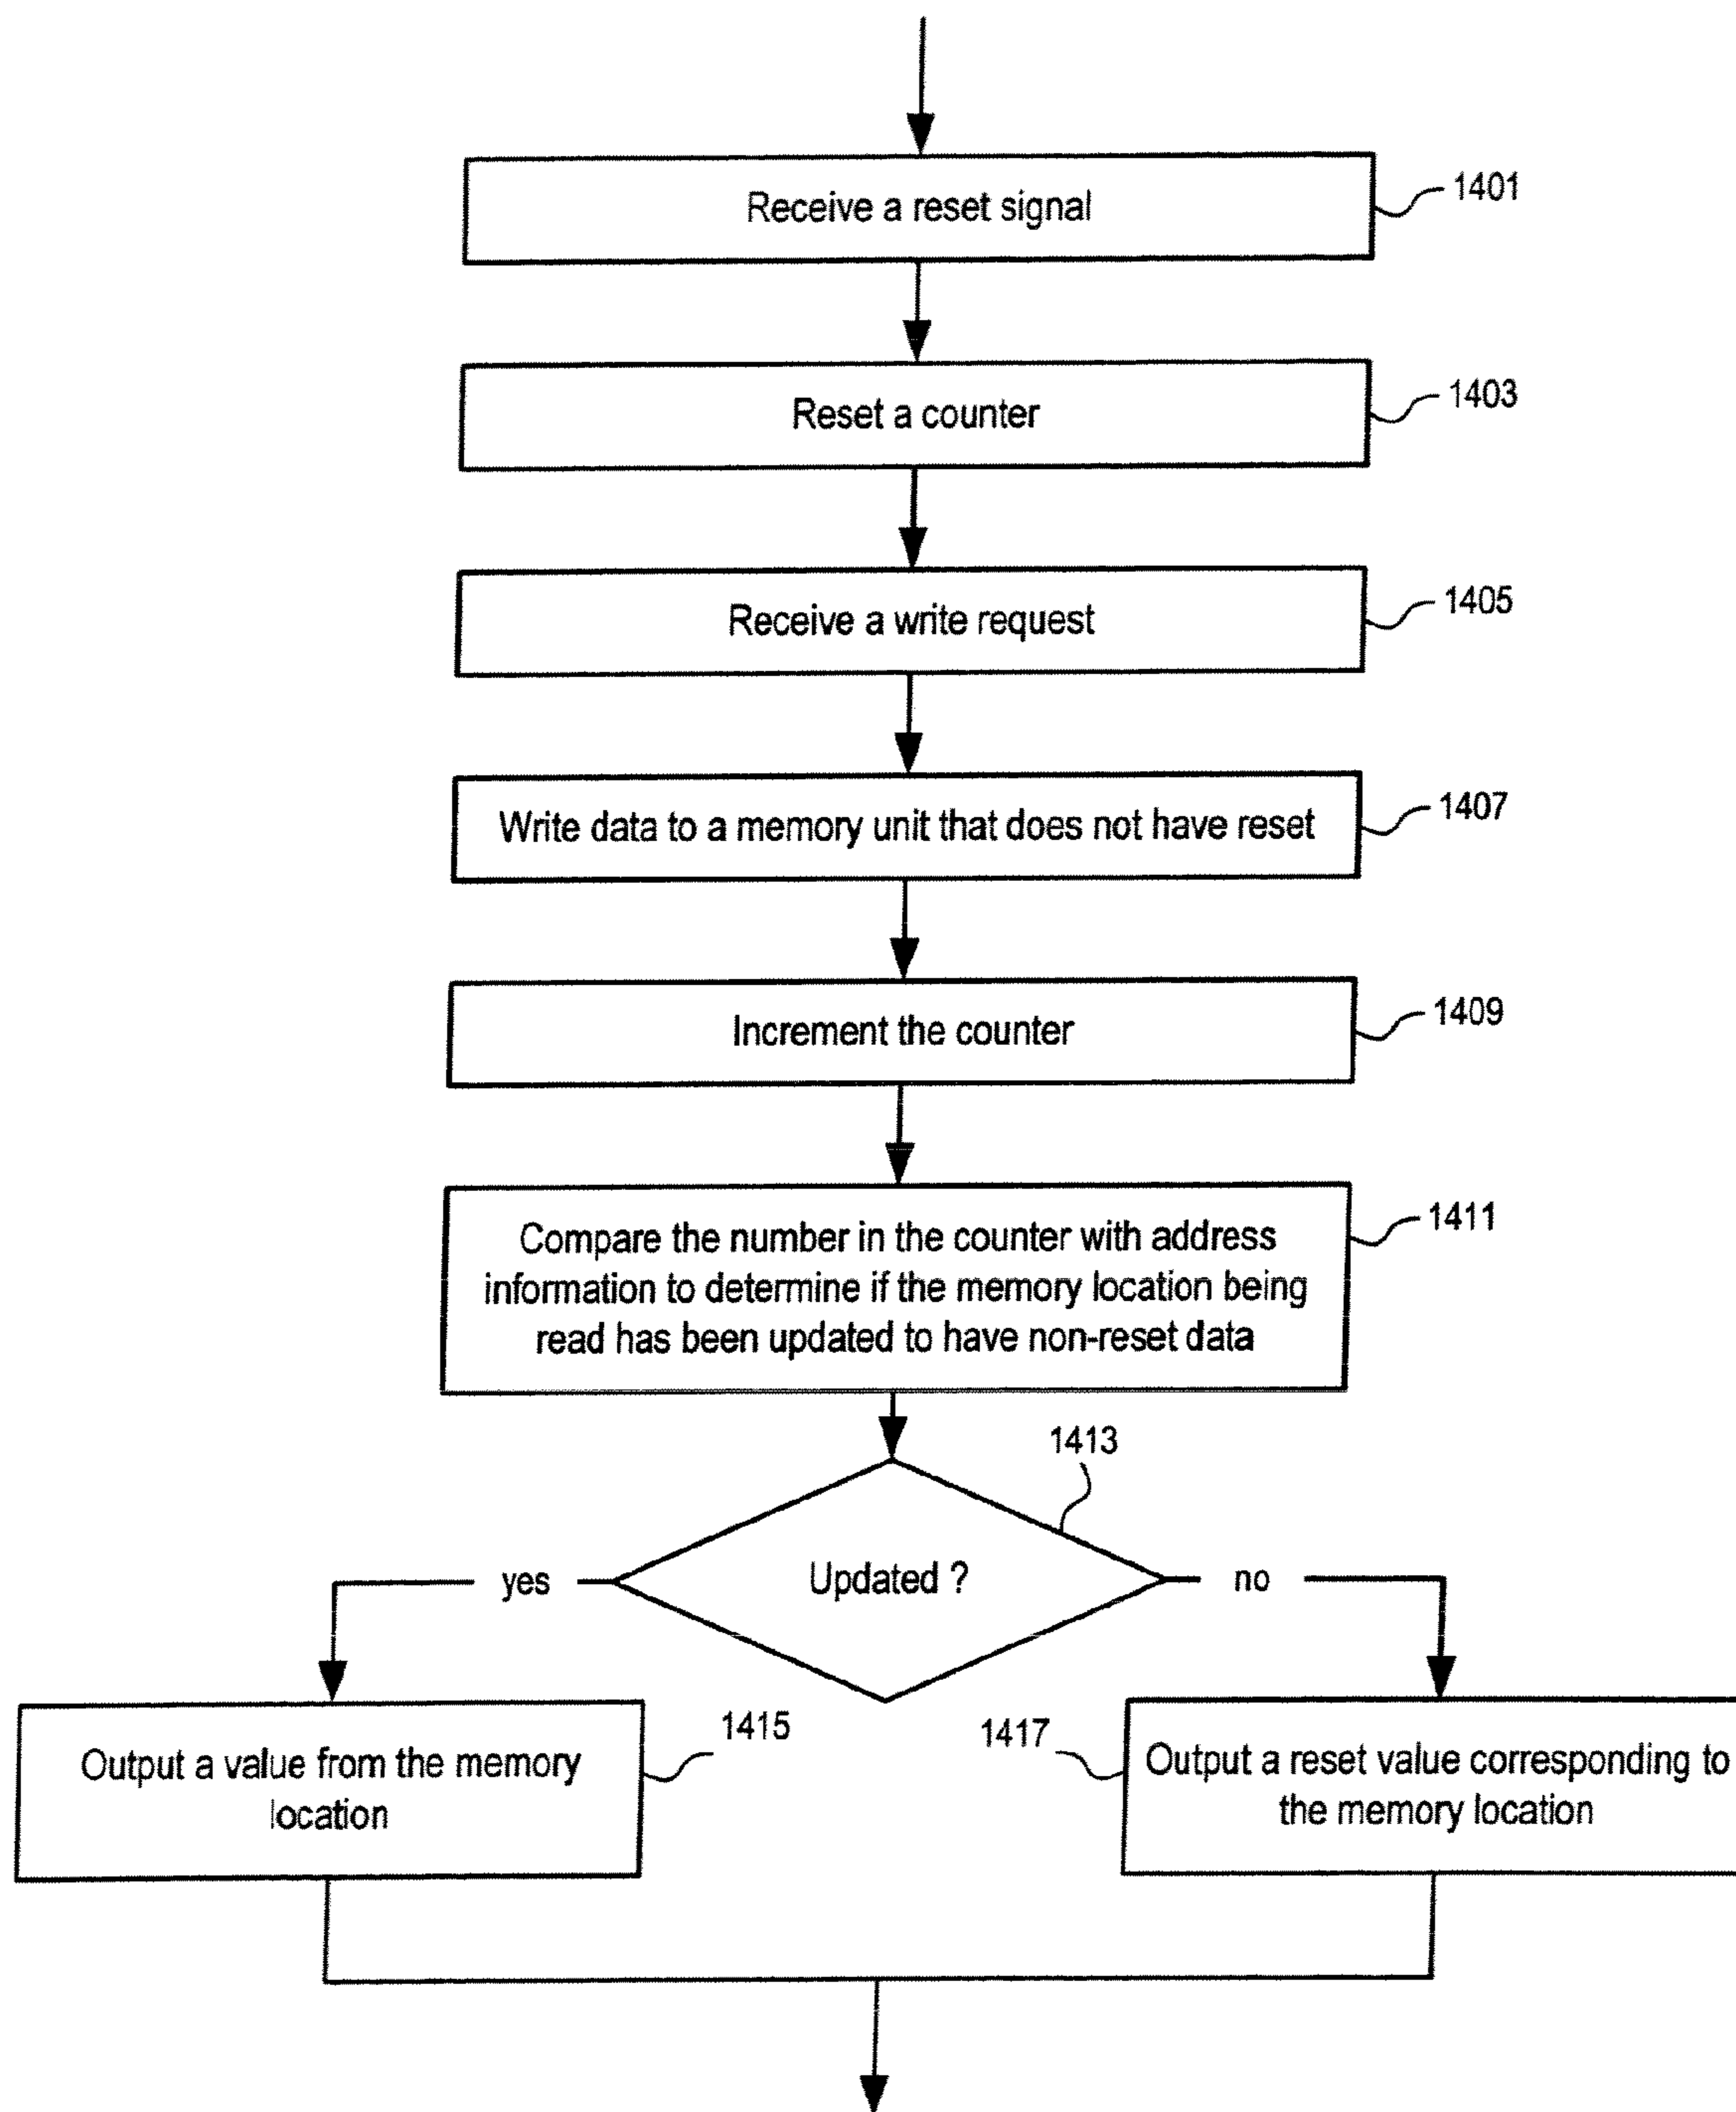 Receive a reset signal
1401
Reset a counter
1403
Receive a write request
1405
Write data to a memory unit that does not have reset
1407
Increment the counter
1409
Compare the number in the counter with address
information to determine if the memory location being
read has been updated to have non-reset data
1411
1413
Updated ?
yes
no
Output a value from the memory
location
1415
1417
Output a reset value corresponding to
the memory location